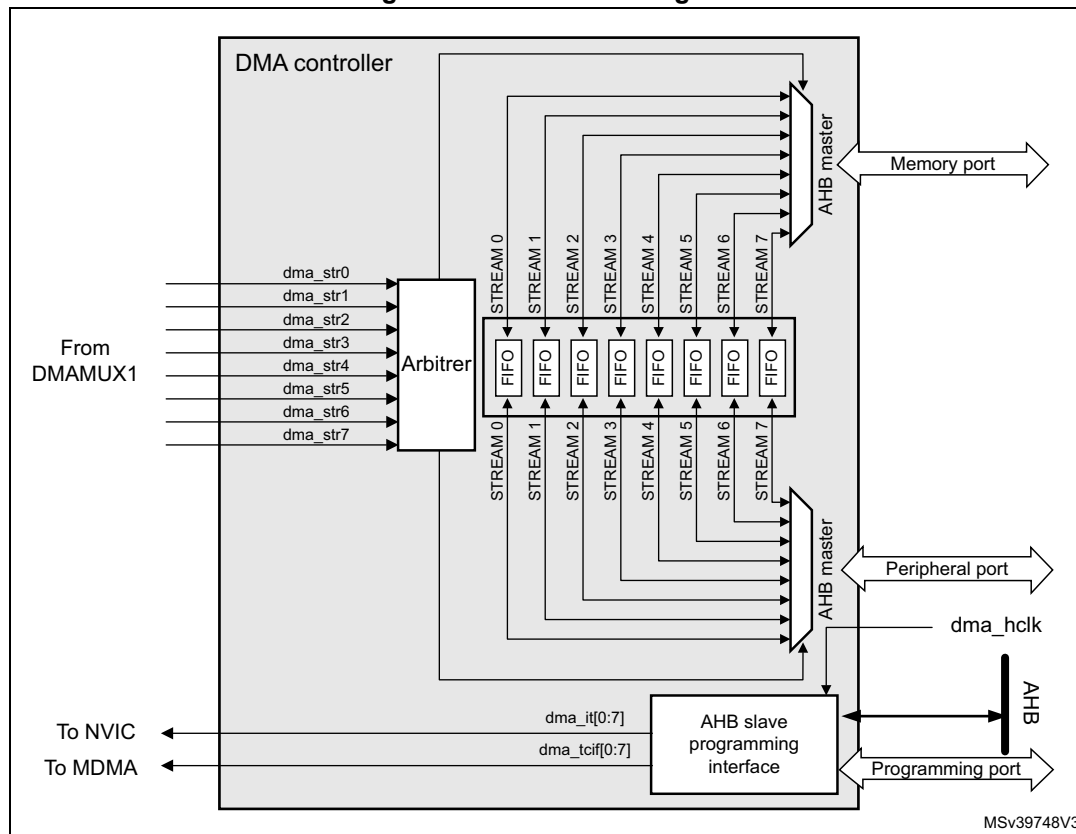 DMA controller
AHB master
Memory port
STREAM 0
STREAM 1
STREAM 2
STREAM 3
STREAM 4
STREAM 5
STREAM 6
STREAM 7
dma_str0
dma_str1
dma_str2
dma_str3
dma_str4
dma_str5
dma_str6
dma_str7
From
DMAMUX1
Arbitrer
FIFO
FIFO
FIFO
FIFO
FIFO
FIFO
FIFO
FIFO
STREAM 0
STREAM 1
STREAM 2
STREAM 3
STREAM 4
STREAM 5
STREAM 6
STREAM 7
AHB master
Peripheral port
dma_hclk
AHB
To NVIC
dma_it[0:7]
To MDMA
dma_tcif[0:7]
AHB slave
programming
interface
Programming port
MSv39748V3